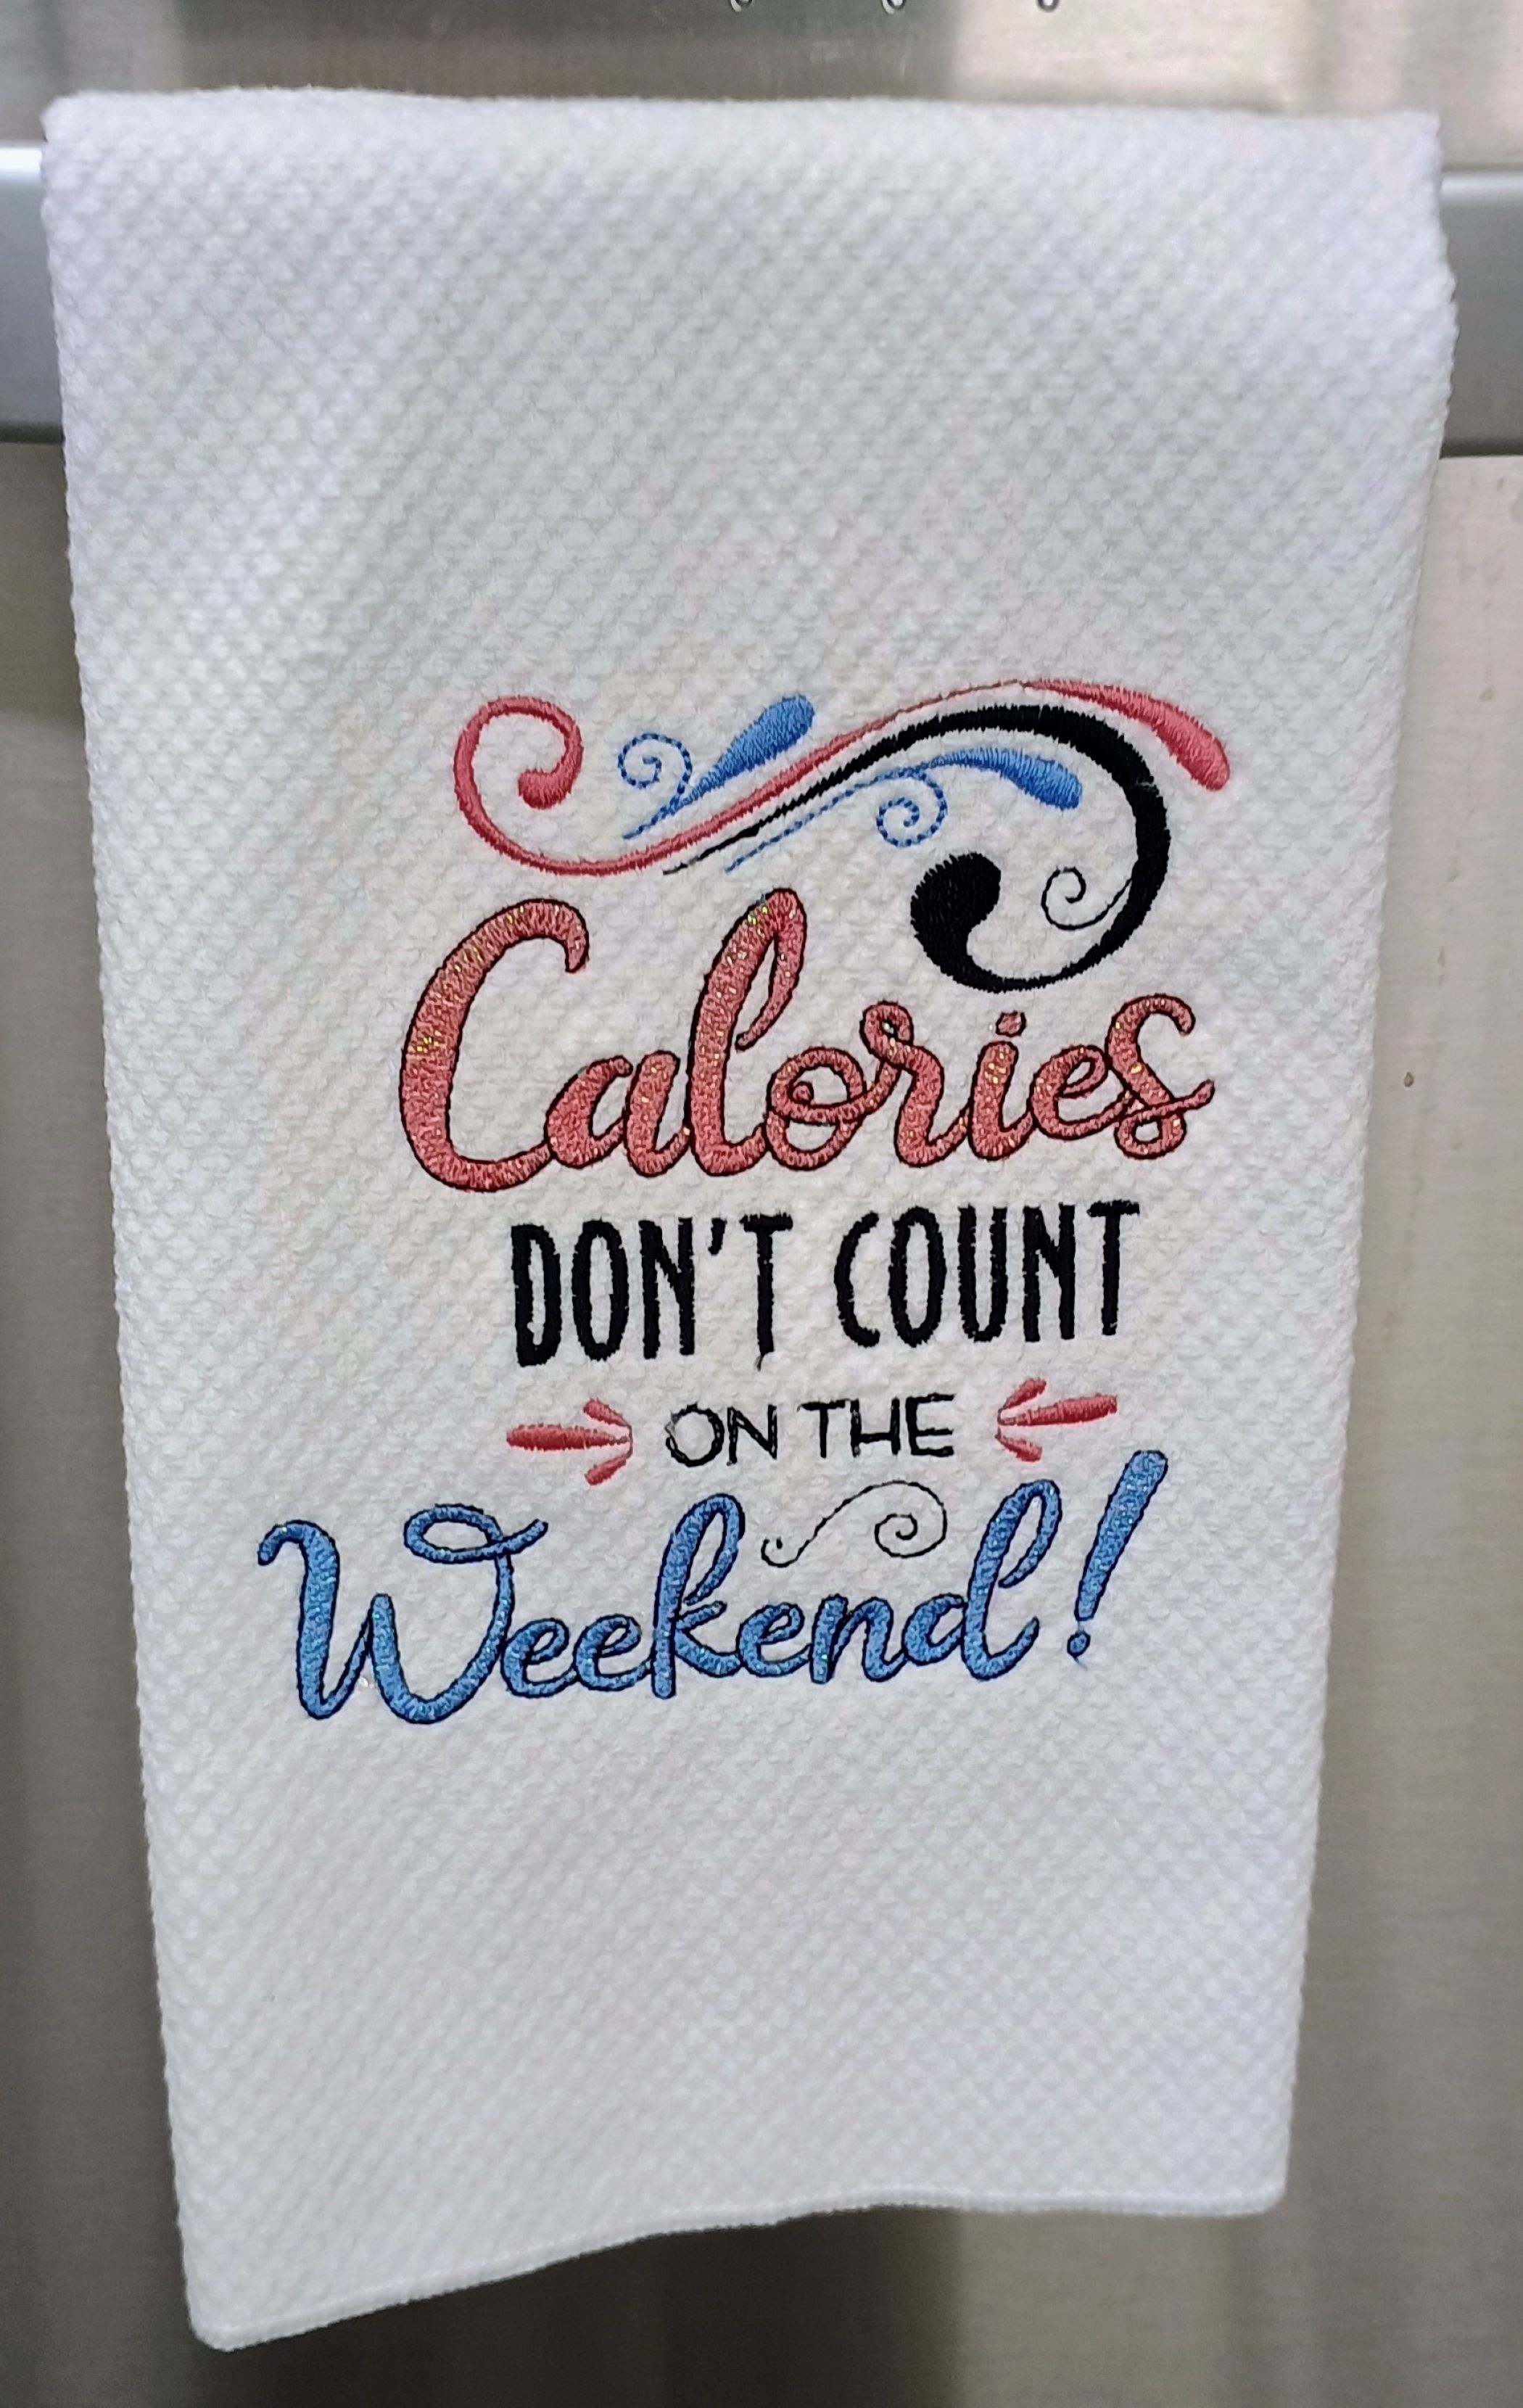 Calories
DON'T COUNT
ON THE
Weekend!